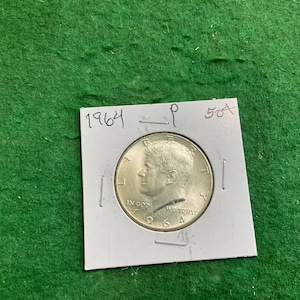 1964 P 50¢
LIBERTY
IN GOD WE TRUST
1964